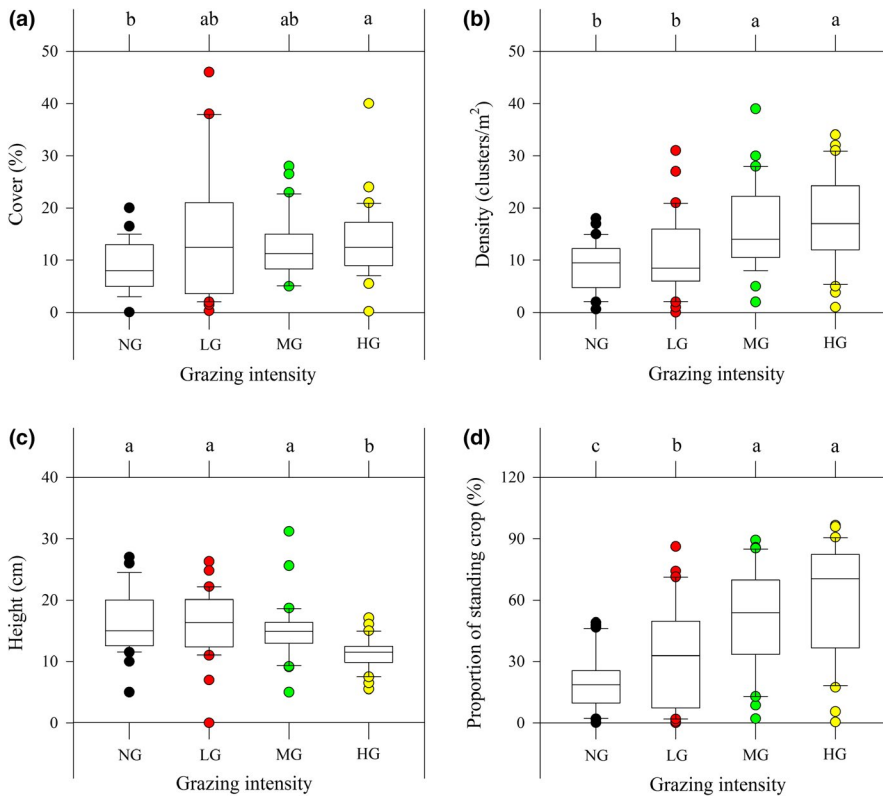 (a)
b ab ab a
50
40
30
20
10
0
Cover (%)
NG LG MG HG
Grazing intensity
(b)
b b a a
50
40
30
20
10
0
Density (clusters/m²)
NG LG MG HG
Grazing intensity
(c)
a a a b
40
30
20
10
0
Height (cm)
NG LG MG HG
Grazing intensity
(d)
c b a a
120
90
60
30
0
Proportion of standing crop (%)
NG LG MG HG
Grazing intensity